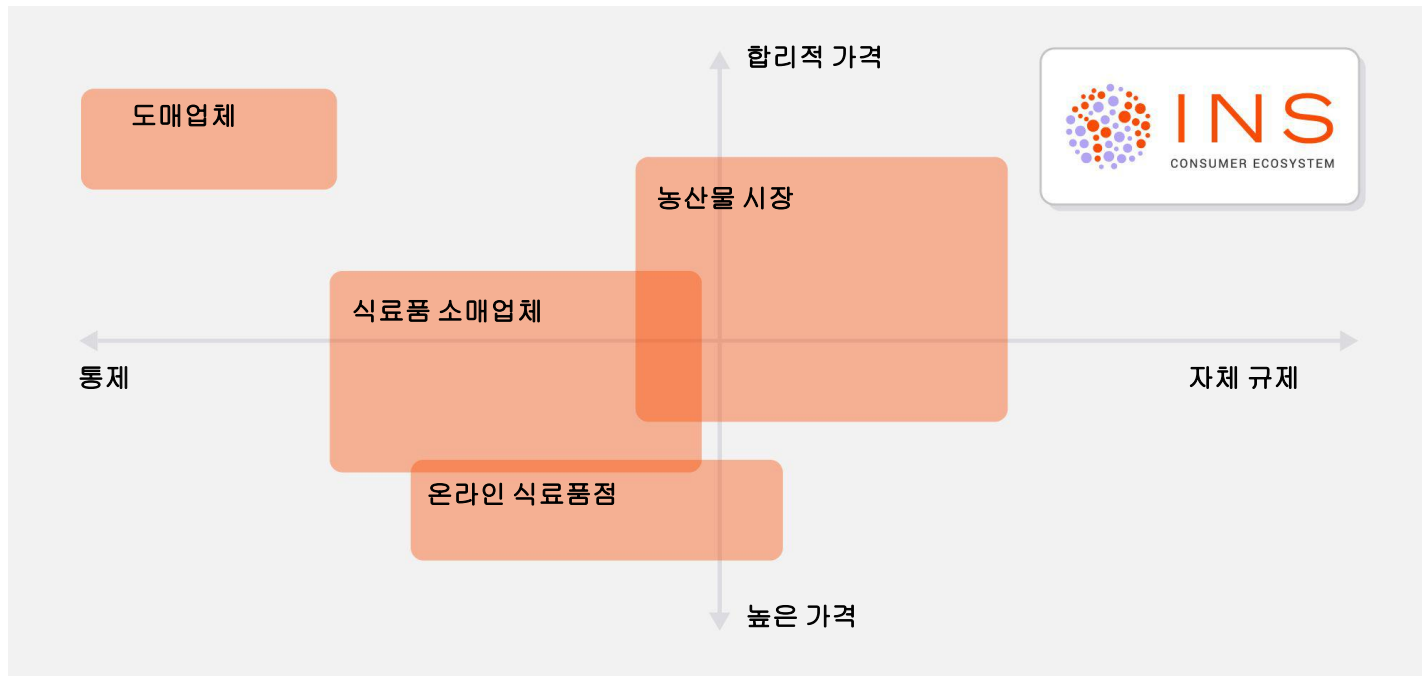 합리적 가격
도매업체
INS
CONSUMER ECOSYSTEM
농산물 시장
식료품 소매업체
통제
자체 규제
온라인 식료품점
높은 가격